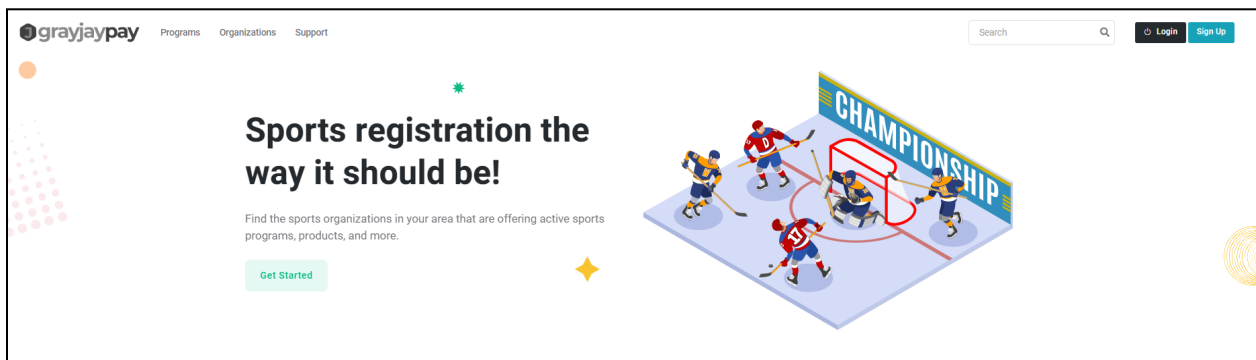 grayjaypay
Programs Organizations Support
Search
Login
Sign Up
Sports registration the
way it should be!
Find the sports organizations in your area that are offering active sports
programs, products, and more.
Get Started
CHAMPIONSHIP
D
17